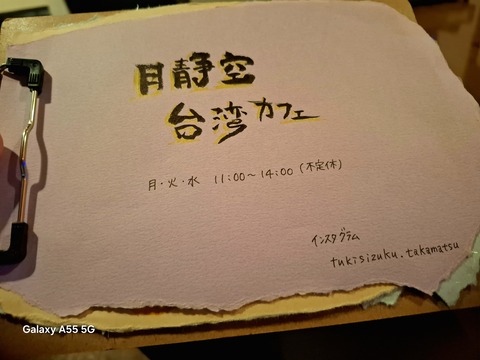 月静空
台湾カフェ
月・火・水 11:00〜14:00 (不定休)
インスタグラム
tukisizuku.takamatsu
Galaxy A55 5G